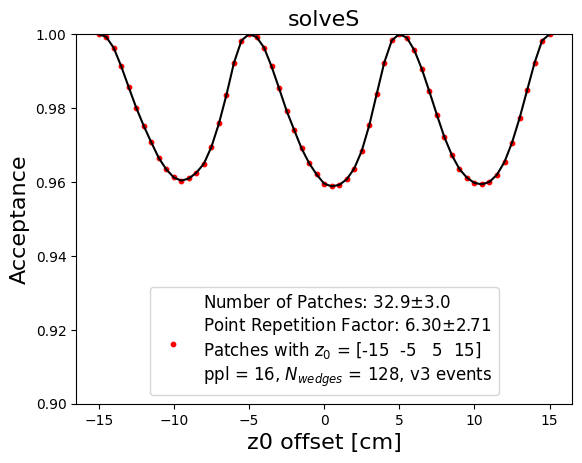 solveS
1.00
0.98
0.96
0.94
0.92
0.90
Acceptance
Number of Patches: 32.9±3.0
Point Repetition Factor: 6.30±2.71
Patches with z₀ = [-15 -5 5 15]
ppl = 16, N_wedges = 128, v3 events
−15 −10 −5 0 5 10 15
z0 offset [cm]